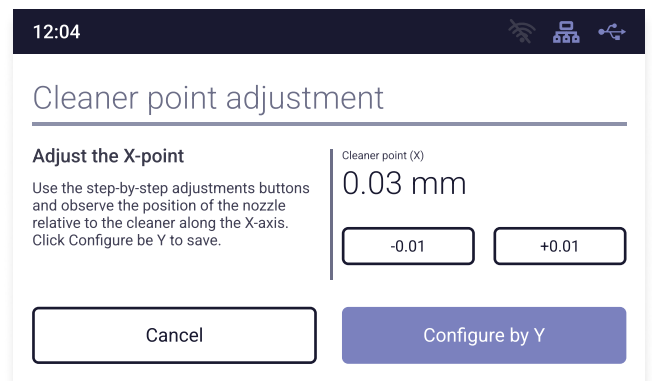 12:04
Cleaner point adjustment
Adjust the X-point
Use the step-by-step adjustments buttons
and observe the position of the nozzle
relative to the cleaner along the X-axis.
Click Configure be Y to save.
Cleaner point (X)
0.03 mm
-0.01
+0.01
Cancel
Configure by Y